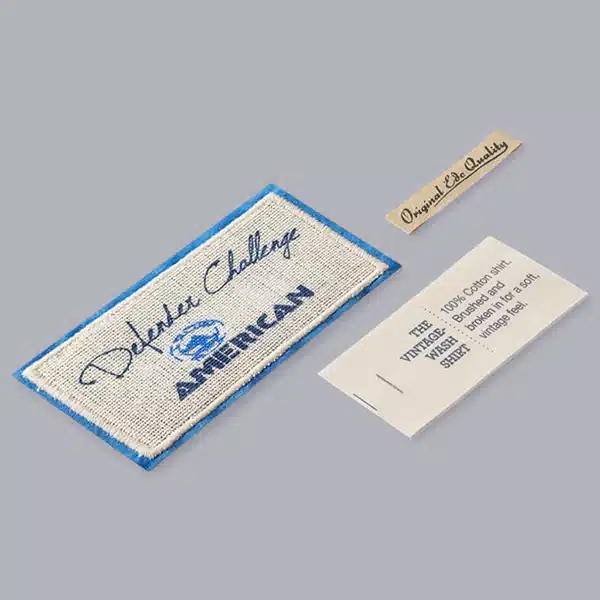 Defender Challenge
AMERICAN
Original Edc Quality
THE
VINTAGE-
WASH
SHIRT
100% Cotton shirt.
Brushed and
broken in for a soft,
vintage feel.